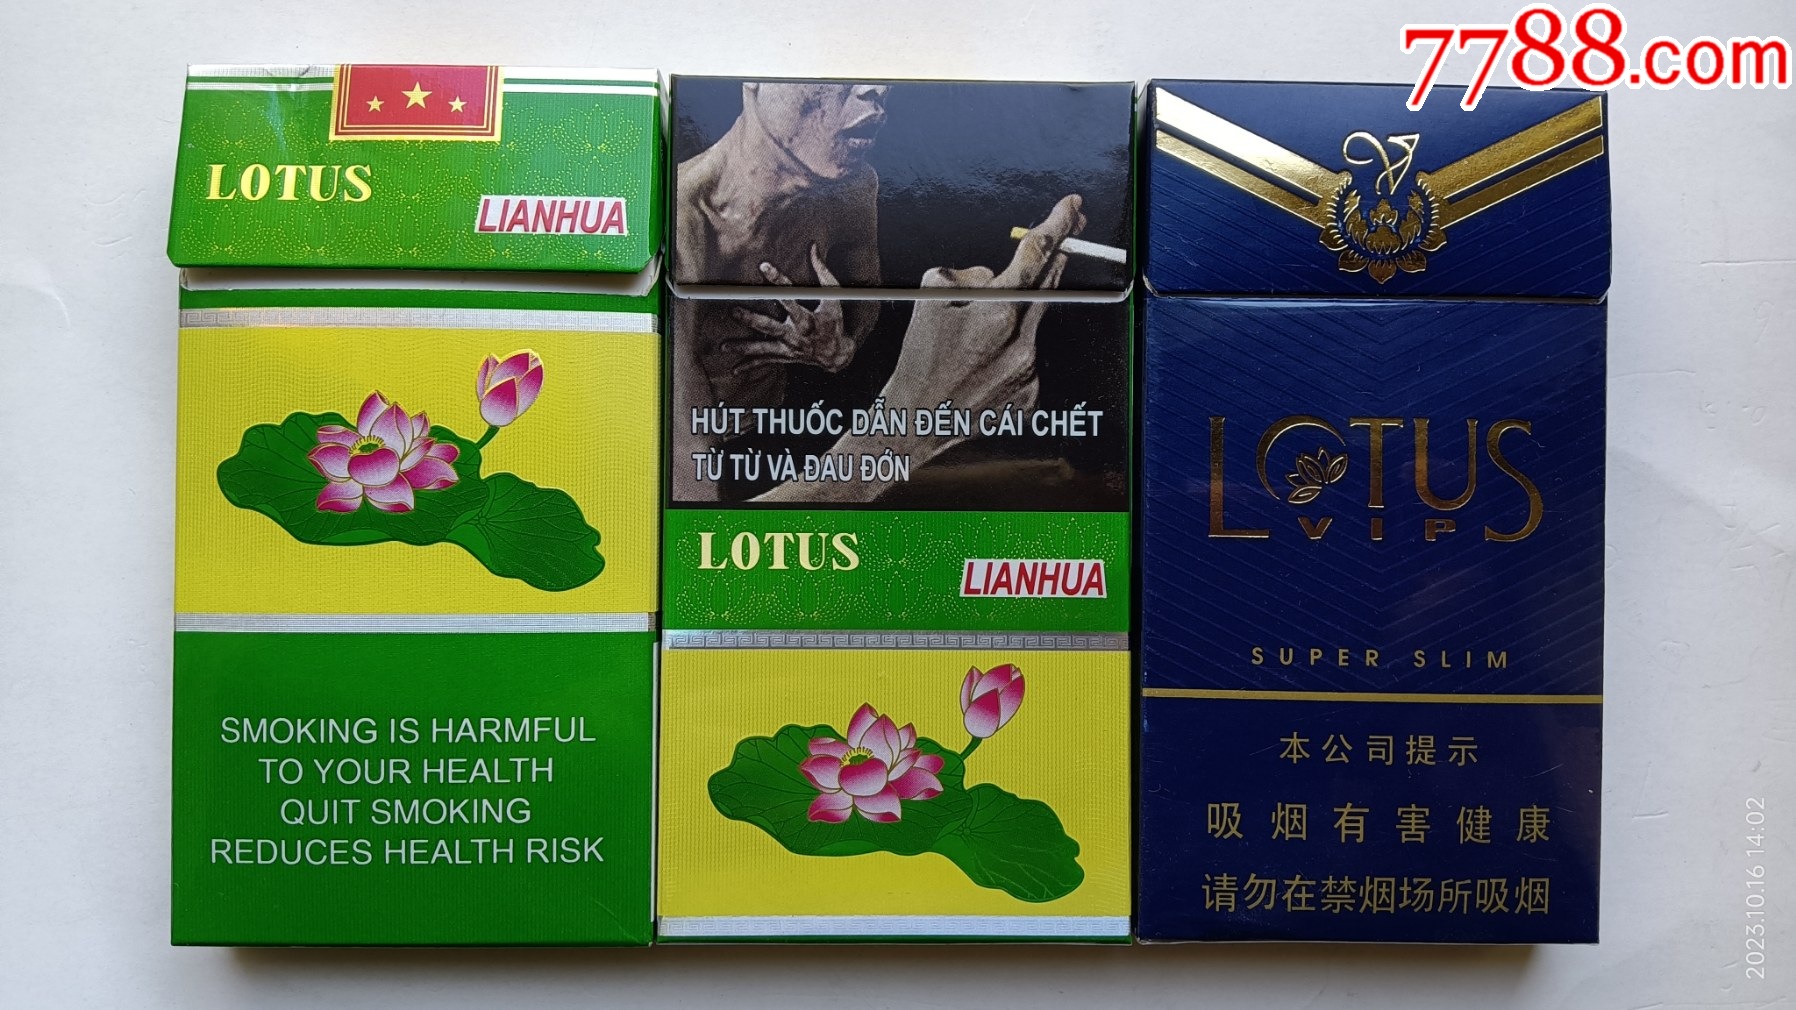 7788.com
LOTUS
LIANHUA
SMOKING IS HARMFUL
TO YOUR HEALTH
QUIT SMOKING
REDUCES HEALTH RISK
HÚT THUỐC DẪN ĐẾN CÁI CHẾT
TỪ TỪ VÀ ĐAU ĐỚN
LOTUS
LIANHUA
LOTUS
VIP
SUPER SLIM
本公司提示
吸烟有害健康
请勿在禁烟场所吸烟
2023.10.16 14:02